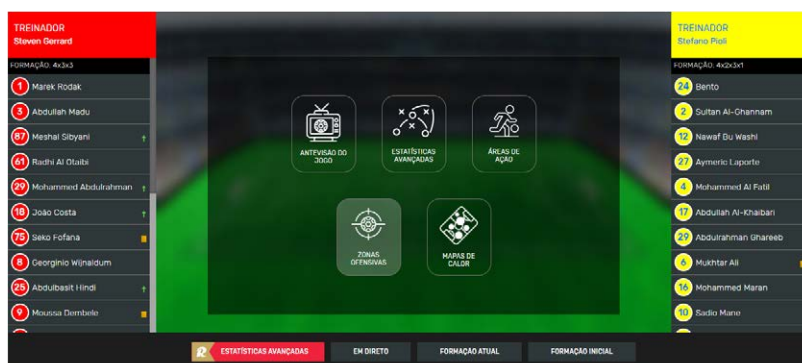 TREINADOR
Steven Gerrard
FORMAÇÃO: 4x3x3
1 Marek Rodak
3 Abdullah Madu
87 Meshal Sibyani
61 Radhi Al Otaibi
29 Mohammed Abdulrahman
18 João Costa
75 Seko Fofana
8 Georginio Wijnaldum
25 Abdulbasit Hindi
9 Moussa Dembele
ANTEVISÃO DO
JOGO
ESTATÍSTICAS
AVANÇADAS
ÁREAS DE
AÇÃO
ZONAS
OFENSIVAS
MAPAS DE
CALOR
TREINADOR
Stefano Pioli
FORMAÇÃO: 4x2x3x1
24 Bento
2 Sultan Al-Ghannam
12 Nawaf Bu Washi
27 Aymeric Laporte
4 Mohammed Al Fatil
17 Abdullah Al-Khaibari
29 Abdulrahman Ghareeb
6 Mukhtar Ali
16 Mohammed Maran
10 Sadio Mane
ESTATÍSTICAS AVANÇADAS
EM DIRETO
FORMAÇÃO ATUAL
FORMAÇÃO INICIAL